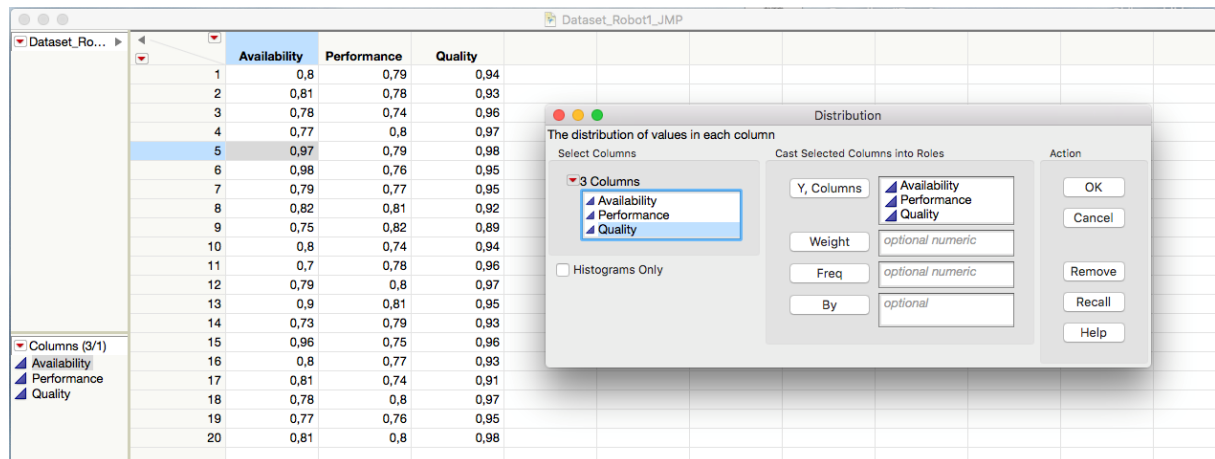 Dataset_Robot1_JMP
Dataset_Ro...
Availability Performance Quality
1 0,8 0,79 0,94
2 0,81 0,78 0,93
3 0,78 0,74 0,96
4 0,77 0,8 0,97
5 0,97 0,79 0,98
6 0,98 0,76 0,95
7 0,79 0,77 0,95
8 0,82 0,81 0,92
9 0,75 0,82 0,89
10 0,8 0,74 0,94
11 0,7 0,78 0,96
12 0,79 0,8 0,97
13 0,9 0,81 0,95
14 0,73 0,79 0,93
15 0,96 0,75 0,96
16 0,8 0,77 0,93
17 0,81 0,74 0,91
18 0,78 0,8 0,97
19 0,77 0,76 0,95
20 0,81 0,8 0,98
Columns (3/1)
Availability
Performance
Quality
Distribution
The distribution of values in each column
Select Columns
3 Columns
Availability
Performance
Quality
Histograms Only
Cast Selected Columns into Roles
Y, Columns
Availability
Performance
Quality
Weight optional numeric
Freq optional numeric
By optional
Action
OK
Cancel
Remove
Recall
Help